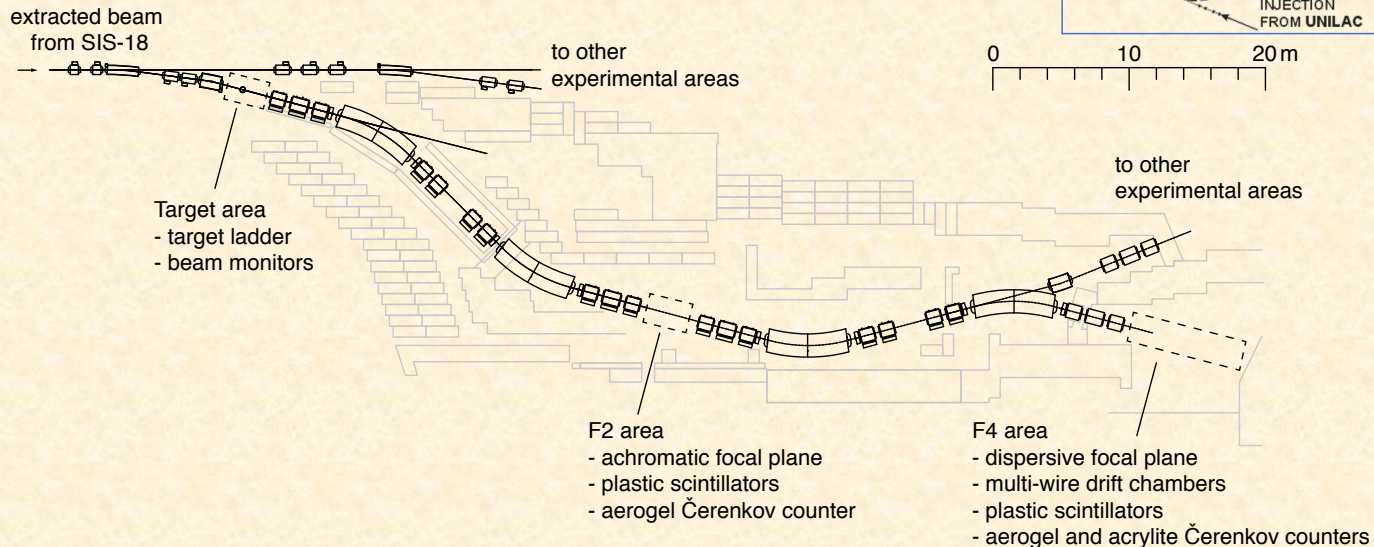 extracted beam
from SIS-18
to other
experimental areas
INJECTION
FROM UNILAC
0 10 20 m
to other
experimental areas
Target area
- target ladder
- beam monitors
F2 area
- achromatic focal plane
- plastic scintillators
- aerogel Čerenkov counter
F4 area
- dispersive focal plane
- multi-wire drift chambers
- plastic scintillators
- aerogel and acrylite Čerenkov counters